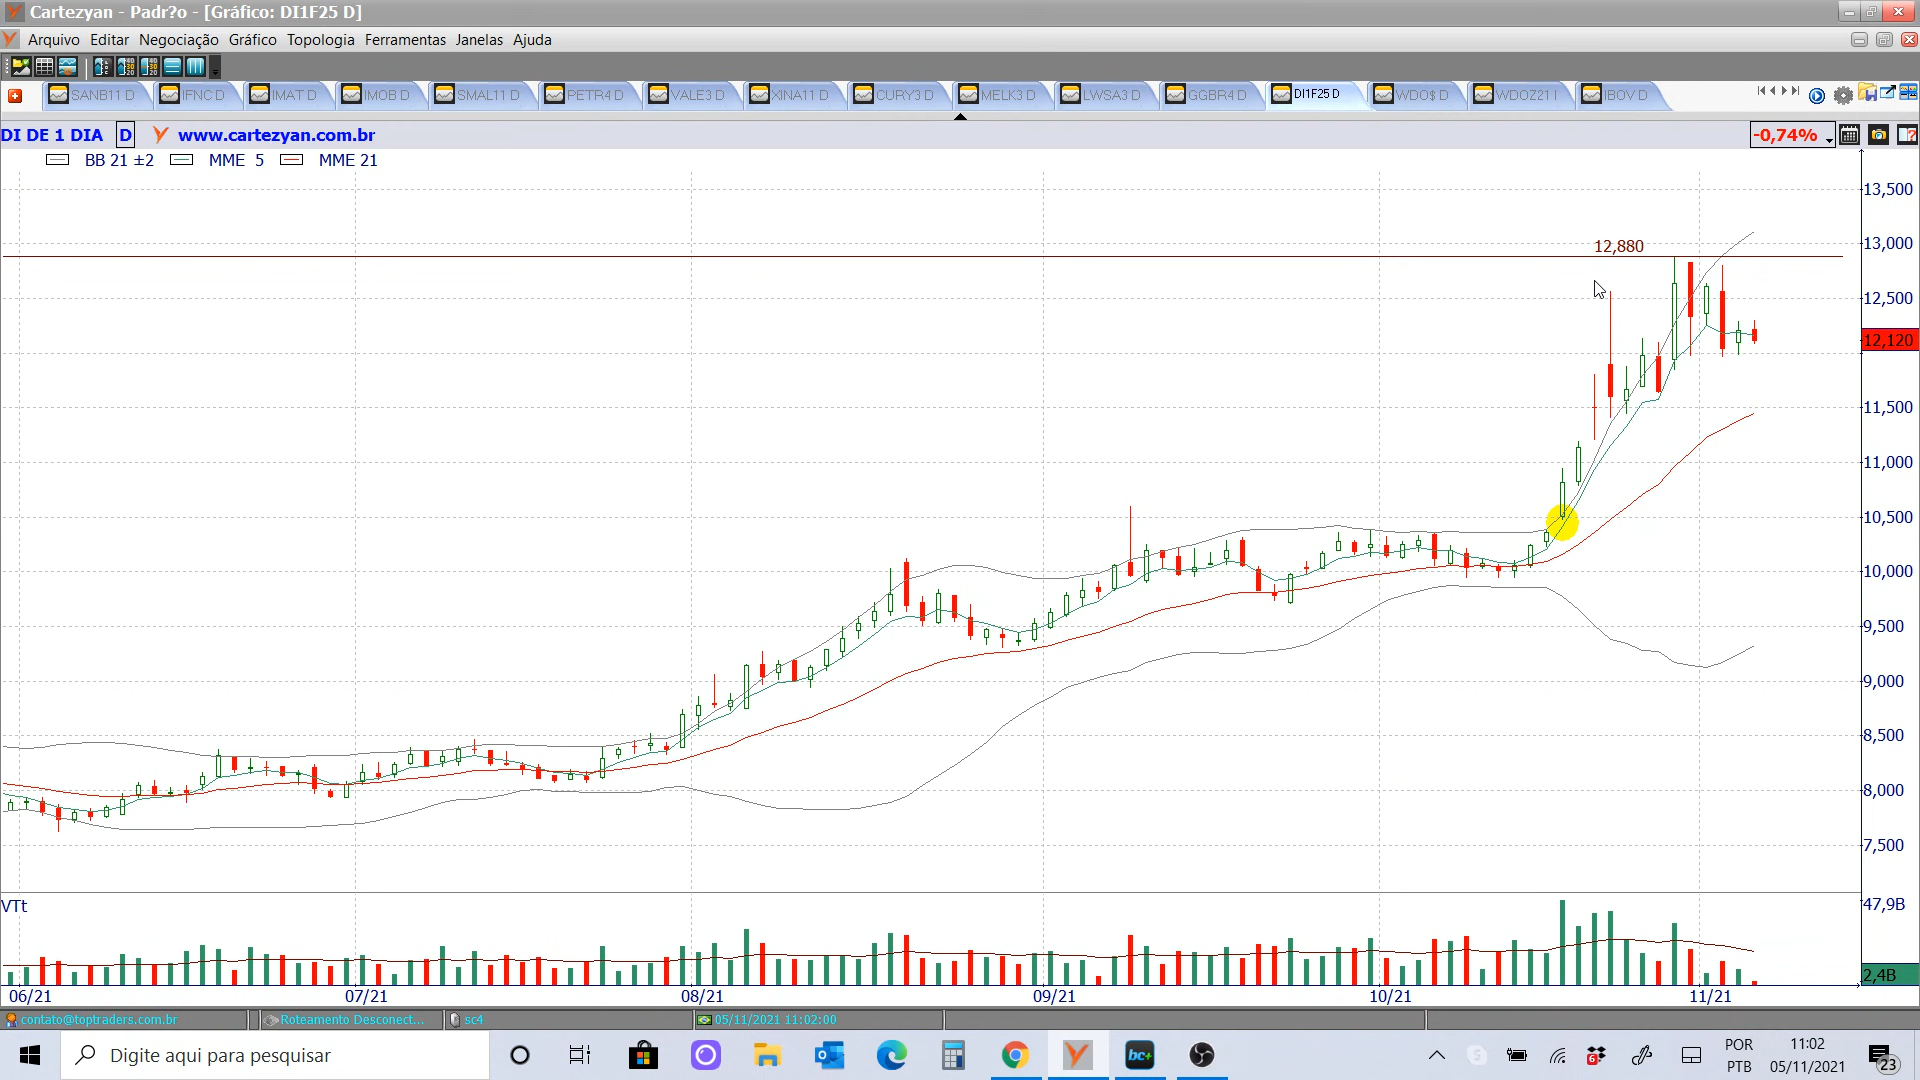 Cartezyan - Padr?o - [Gráfico: DI1F25 D]
Arquivo Editar Negociação Gráfico Topologia Ferramentas Janelas Ajuda
SANB11 D IFNC D IMAT D IMOB D SMAL11 D PETR4 D VALE3 D XINA11 D CURY3 D MELK3 D LWSA3 D GGBR4 D DI1F25 D WDO$ D WDOZ21 I IBOV D
DI DE 1 DIA D www.cartezyan.com.br -0,74%
BB 21 ±2 MME 5 MME 21
13,500
12,880
13,000
12,500
12,120
11,500
11,000
10,500
10,000
9,500
9,000
8,500
8,000
7,500
VTt
47,9B
2,4B
06/21 07/21 08/21 09/21 10/21 11/21
contato@toptraders.com.br Roteamento Desconect... sc4 05/11/2021 11:02:00
Digite aqui para pesquisar
bc+
6
POR
PTB
11:02
05/11/2021
23